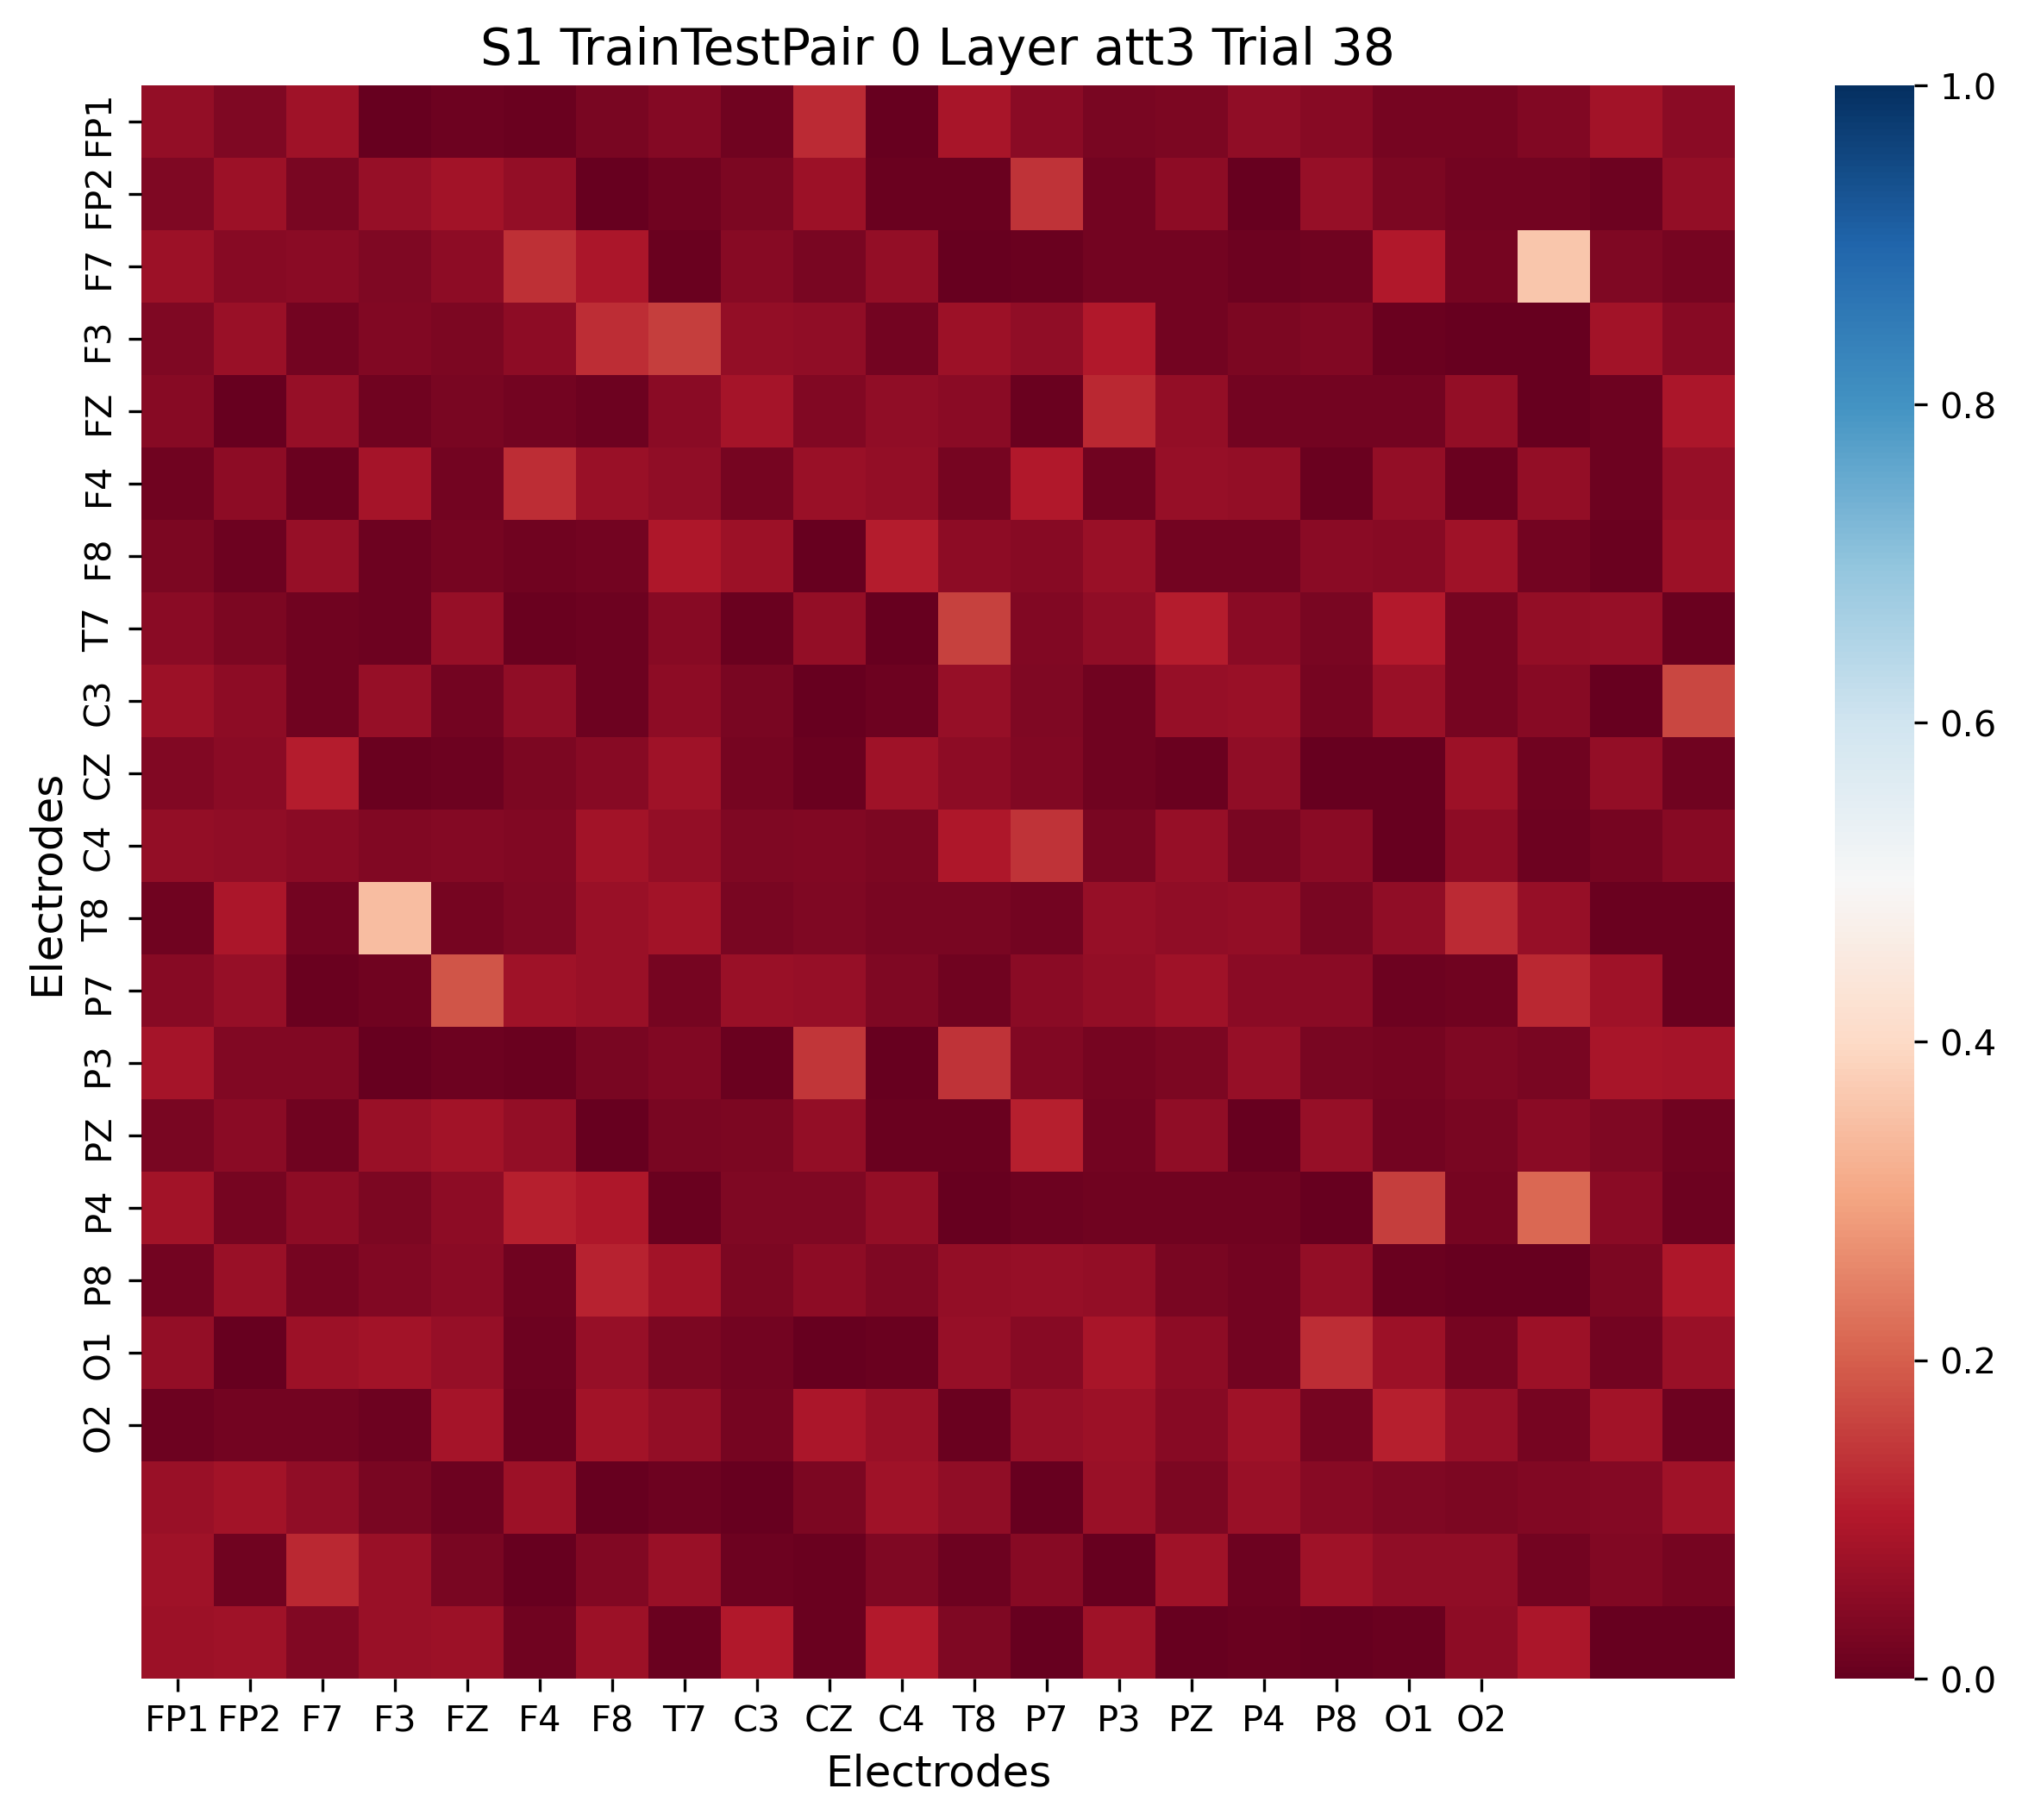 S1 TrainTestPair 0 Layer att3 Trial 38
Electrodes
FP1
FP2
F7
F3
FZ
F4
F8
T7
C3
CZ
C4
T8
P7
P3
PZ
P4
P8
O1
O2
FP1 FP2 F7 F3 FZ F4 F8 T7 C3 CZ C4 T8 P7 P3 PZ P4 P8 O1 O2
Electrodes
1.0
0.8
0.6
0.4
0.2
0.0